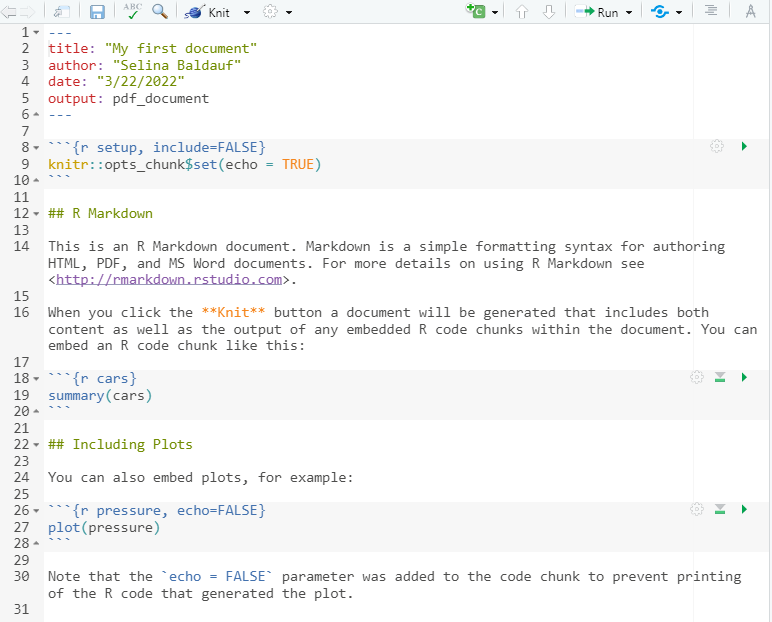 ABC Knit C Run
1 ---
2 title: "My first document"
3 author: "Selina Baldauf"
4 date: "3/22/2022"
5 output: pdf_document
6 ---
7
8 ```{r setup, include=FALSE}
9 knitr::opts_chunk$set(echo = TRUE)
10 ```
11
12 ## R Markdown
13
14 This is an R Markdown document. Markdown is a simple formatting syntax for authoring
HTML, PDF, and MS Word documents. For more details on using R Markdown see
<http://rmarkdown.rstudio.com>.
15
16 When you click the **Knit** button a document will be generated that includes both
content as well as the output of any embedded R code chunks within the document. You can
embed an R code chunk like this:
17
18 ```{r cars}
19 summary(cars)
20 ```
21
22 ## Including Plots
23
24 You can also embed plots, for example:
25
26 ```{r pressure, echo=FALSE}
27 plot(pressure)
28 ```
29
30 Note that the `echo = FALSE` parameter was added to the code chunk to prevent printing
of the R code that generated the plot.
31